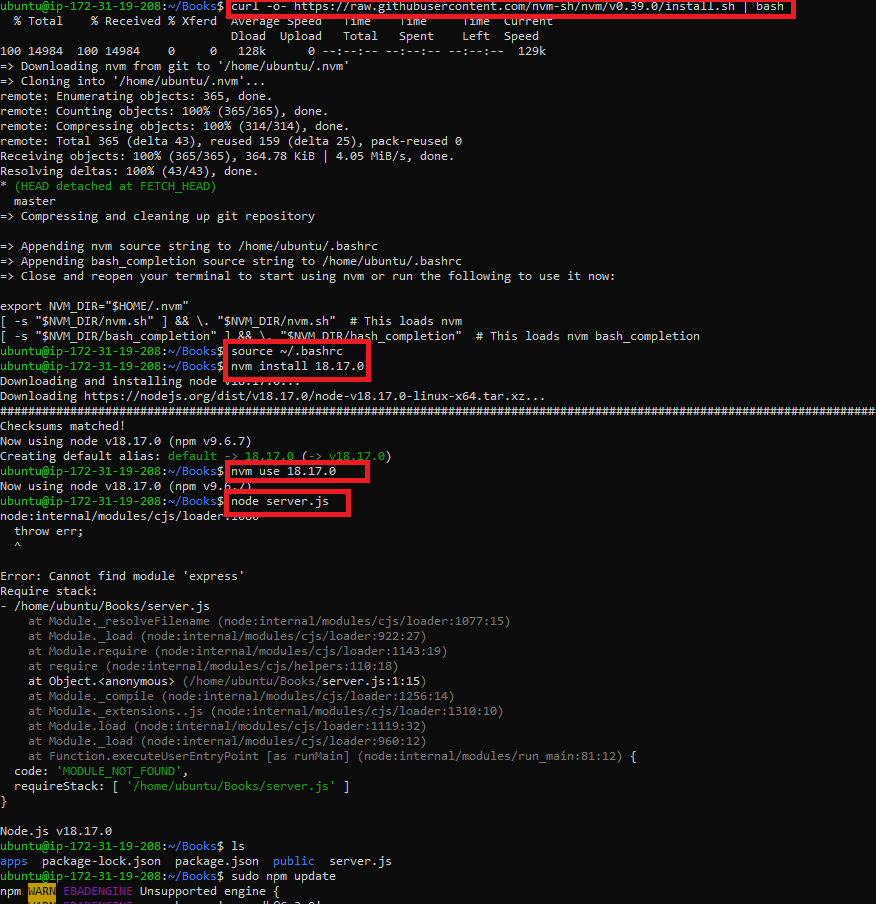 ubuntu@ip-172-31-19-208:~/Books$ curl -o- https://raw.githubusercontent.com/nvm-sh/nvm/v0.39.0/install.sh | bash
  % Total    % Received % Xferd  Average Speed   Time    Time     Time  Current
                                 Dload  Upload   Total   Spent    Left  Speed
100 14984  100 14984    0     0   128k      0 --:--:-- --:--:-- --:--:--  129k
=> Downloading nvm from git to '/home/ubuntu/.nvm'
=> Cloning into '/home/ubuntu/.nvm'...
remote: Enumerating objects: 365, done.
remote: Counting objects: 100% (365/365), done.
remote: Compressing objects: 100% (314/314), done.
remote: Total 365 (delta 43), reused 159 (delta 25), pack-reused 0
Receiving objects: 100% (365/365), 364.78 KiB | 4.05 MiB/s, done.
Resolving deltas: 100% (43/43), done.
* (HEAD detached at FETCH_HEAD)
  master
=> Compressing and cleaning up git repository
=> Appending nvm source string to /home/ubuntu/.bashrc
=> Appending bash_completion source string to /home/ubuntu/.bashrc
=> Close and reopen your terminal to start using nvm or run the following to use it now:
export NVM_DIR="$HOME/.nvm"
[ -s "$NVM_DIR/nvm.sh" ] && \. "$NVM_DIR/nvm.sh"  # This loads nvm
[ -s "$NVM_DIR/bash_completion" ] && \. "$NVM_DIR/bash_completion"  # This loads nvm bash_completion
ubuntu@ip-172-31-19-208:~/Books$ source ~/.bashrc
ubuntu@ip-172-31-19-208:~/Books$ nvm install 18.17.0
Downloading and installing node v18.17.0...
Downloading https://nodejs.org/dist/v18.17.0/node-v18.17.0-linux-x64.tar.xz...
############################################################################################################################
Checksums matched!
Now using node v18.17.0 (npm v9.6.7)
Creating default alias: default -> 18.17.0 (-> v18.17.0)
ubuntu@ip-172-31-19-208:~/Books$ nvm use 18.17.0
Now using node v18.17.0 (npm v9.6.7)
ubuntu@ip-172-31-19-208:~/Books$ node server.js
node:internal/modules/cjs/loader:1080
  throw err;
  ^
Error: Cannot find module 'express'
Require stack:
- /home/ubuntu/Books/server.js
    at Module._resolveFilename (node:internal/modules/cjs/loader:1077:15)
    at Module._load (node:internal/modules/cjs/loader:922:27)
    at Module.require (node:internal/modules/cjs/loader:1143:19)
    at require (node:internal/modules/cjs/helpers:110:18)
    at Object.<anonymous> (/home/ubuntu/Books/server.js:1:15)
    at Module._compile (node:internal/modules/cjs/loader:1256:14)
    at Module._extensions..js (node:internal/modules/cjs/loader:1310:10)
    at Module.load (node:internal/modules/cjs/loader:1119:32)
    at Module._load (node:internal/modules/cjs/loader:960:12)
    at Function.executeUserEntryPoint [as runMain] (node:internal/modules/run_main:81:12) {
  code: 'MODULE_NOT_FOUND',
  requireStack: [ '/home/ubuntu/Books/server.js' ]
}
Node.js v18.17.0
ubuntu@ip-172-31-19-208:~/Books$ ls
apps  package-lock.json  package.json  public  server.js
ubuntu@ip-172-31-19-208:~/Books$ sudo npm update
npm WARN EBADENGINE Unsupported engine {